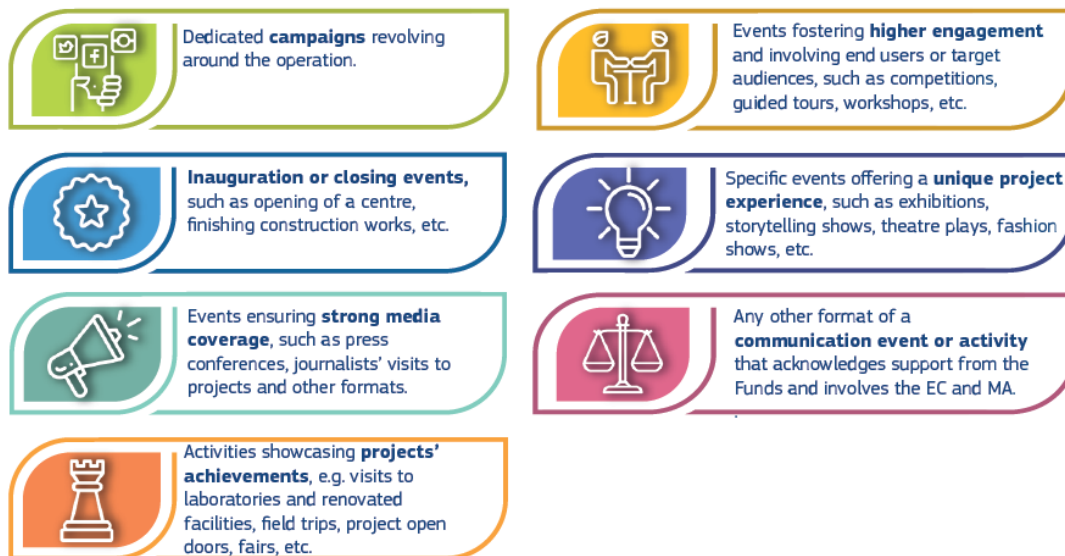 Dedicated campaigns revolving
around the operation.
Inauguration or closing events,
such as opening of a centre,
finishing construction works, etc.
Events ensuring strong media
coverage, such as press
conferences, journalists' visits to
projects and other formats.
Activities showcasing projects'
achievements, e.g. visits to
laboratories and renovated
facilities, field trips, project open
doors, fairs, etc.
Events fostering higher engagement
and involving end users or target
audiences, such as competitions,
guided tours, workshops, etc.
Specific events offering a unique project
experience, such as exhibitions,
storytelling shows, theatre plays, fashion
shows, etc.
Any other format of a
communication event or activity
that acknowledges support from the
Funds and involves the EC and MA.